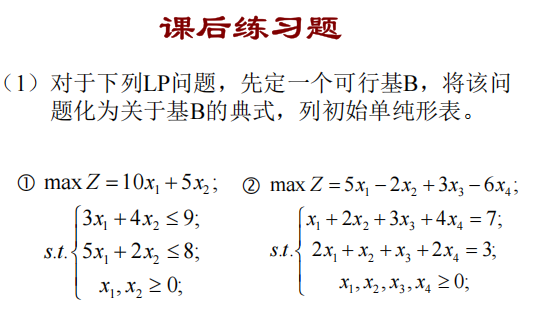 课后练习题
（1）对于下列LP问题，先定一个可行基B，将该问
题化为关于基B的典式，列初始单纯形表。
① max Z = 10x₁ + 5x₂;
s.t. { 3x₁ + 4x₂ ≤ 9;
5x₁ + 2x₂ ≤ 8;
x₁, x₂ ≥ 0;
② max Z = 5x₁ − 2x₂ + 3x₃ − 6x₄;
s.t. { x₁ + 2x₂ + 3x₃ + 4x₄ = 7;
2x₁ + x₂ + x₃ + 2x₄ = 3;
x₁, x₂, x₃, x₄ ≥ 0;